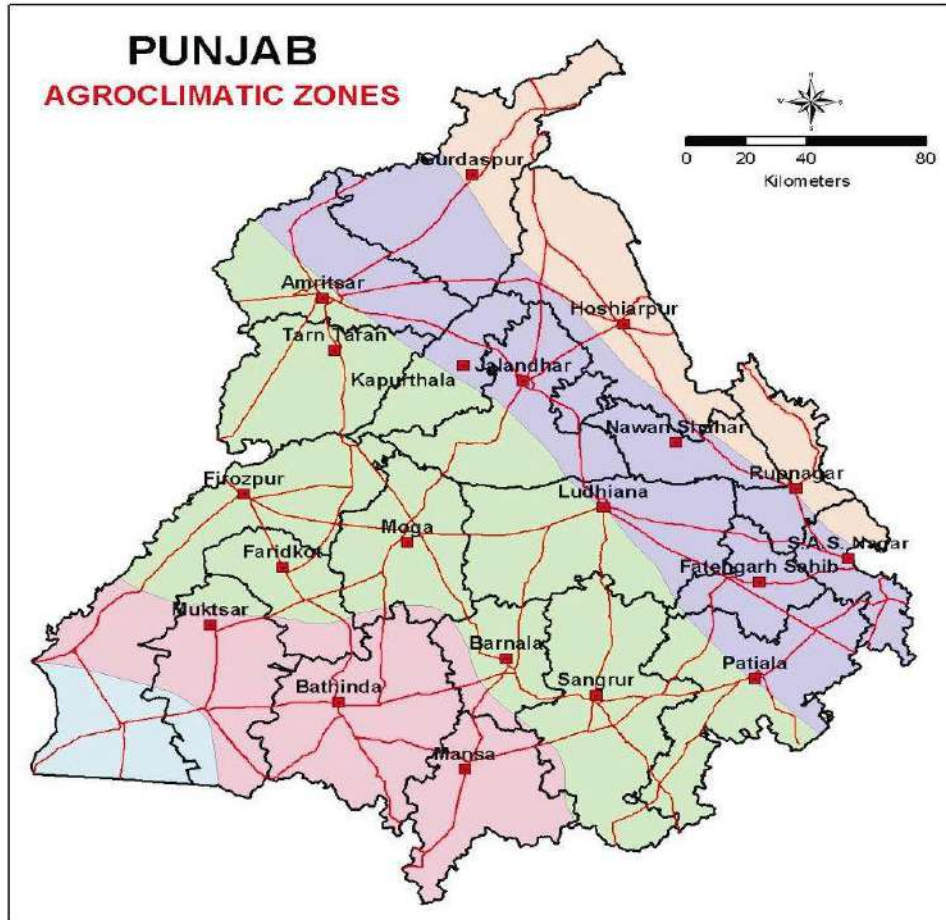 PUNJAB
AGROCLIMATIC ZONES
0 20 40 80
Kilometers
Gurdaspur
Amritsar
Hoshiarpur
Tarn Taran
Jalandhar
Kapurthala
Nawan Shahar
Rupnagar
Firozpur
Ludhiana
Moga
S.A.S. Nagar
Faridkot
Fatehgarh Sahib
Muktsar
Barnala
Patiala
Sangrur
Bathinda
Mansa